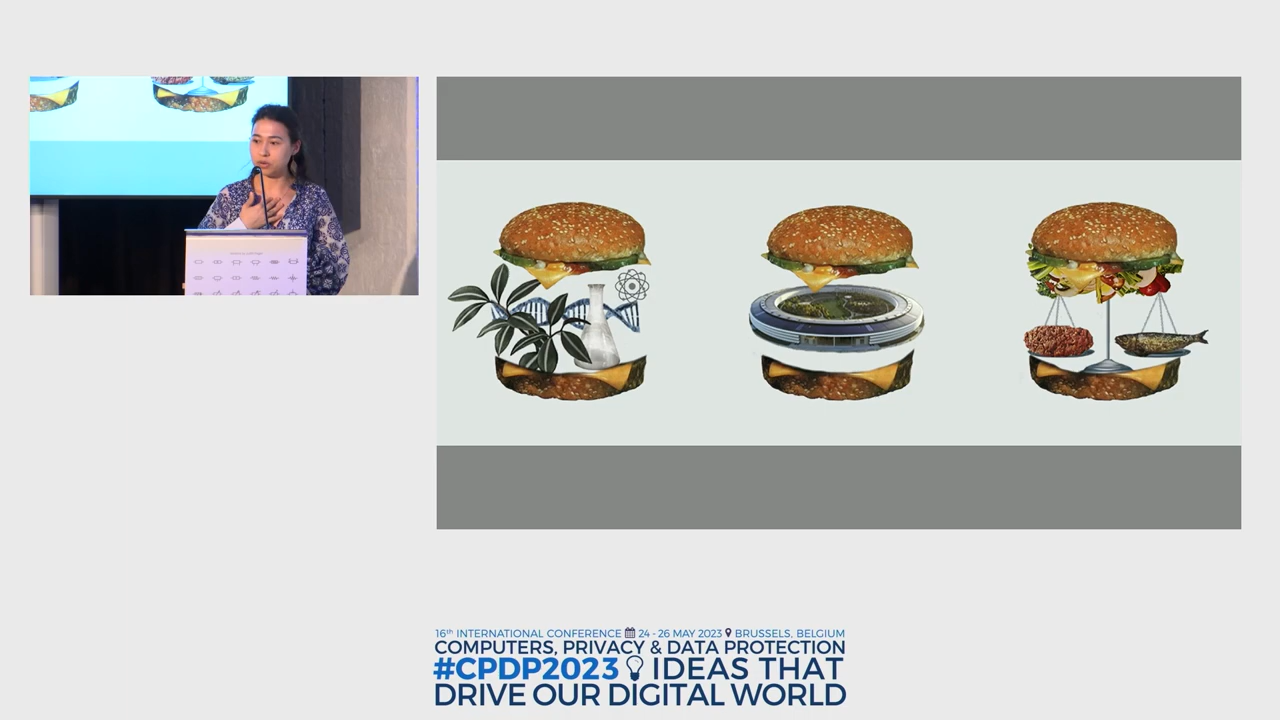 16th INTERNATIONAL CONFERENCE 24 - 26 MAY 2023 BRUSSELS, BELGIUM
COMPUTERS, PRIVACY & DATA PROTECTION
#CPDP2023 IDEAS THAT
DRIVE OUR DIGITAL WORLD